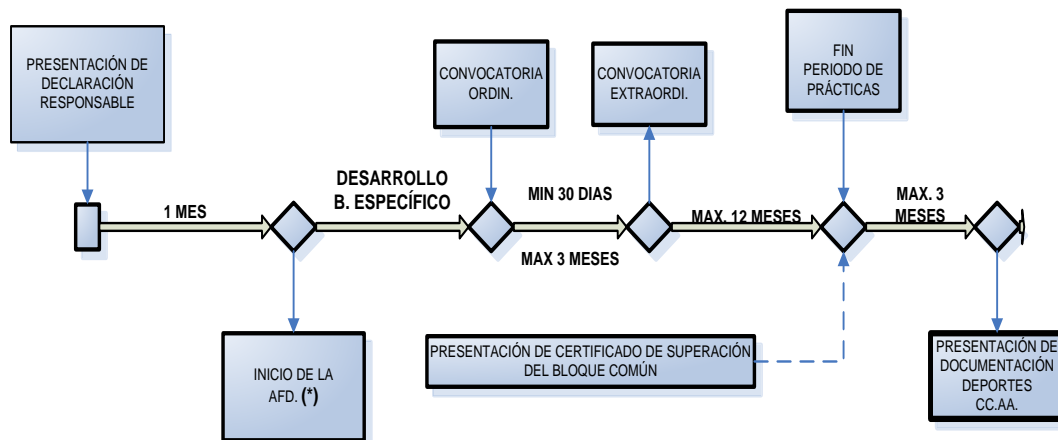 PRESENTACIÓN DE
DECLARACIÓN
RESPONSABLE
CONVOCATORIA
ORDIN.
CONVOCATORIA
EXTRAORDI.
FIN
PERIODO DE
PRÁCTICAS
1 MES
DESARROLLO
B. ESPECÍFICO
MIN 30 DIAS
MAX 3 MESES
MAX. 12 MESES
MAX. 3
MESES
INICIO DE LA
AFD. (*)
PRESENTACIÓN DE CERTIFICADO DE SUPERACIÓN
DEL BLOQUE COMÚN
PRESENTACIÓN DE
DOCUMENTACIÓN
DEPORTES
CC.AA.